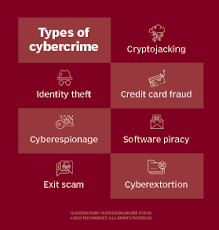 Types of
cybercrime
Cryptojacking
Identity theft
Credit card fraud
Cyberespionage
Software piracy
Exit scam
Cyberextortion